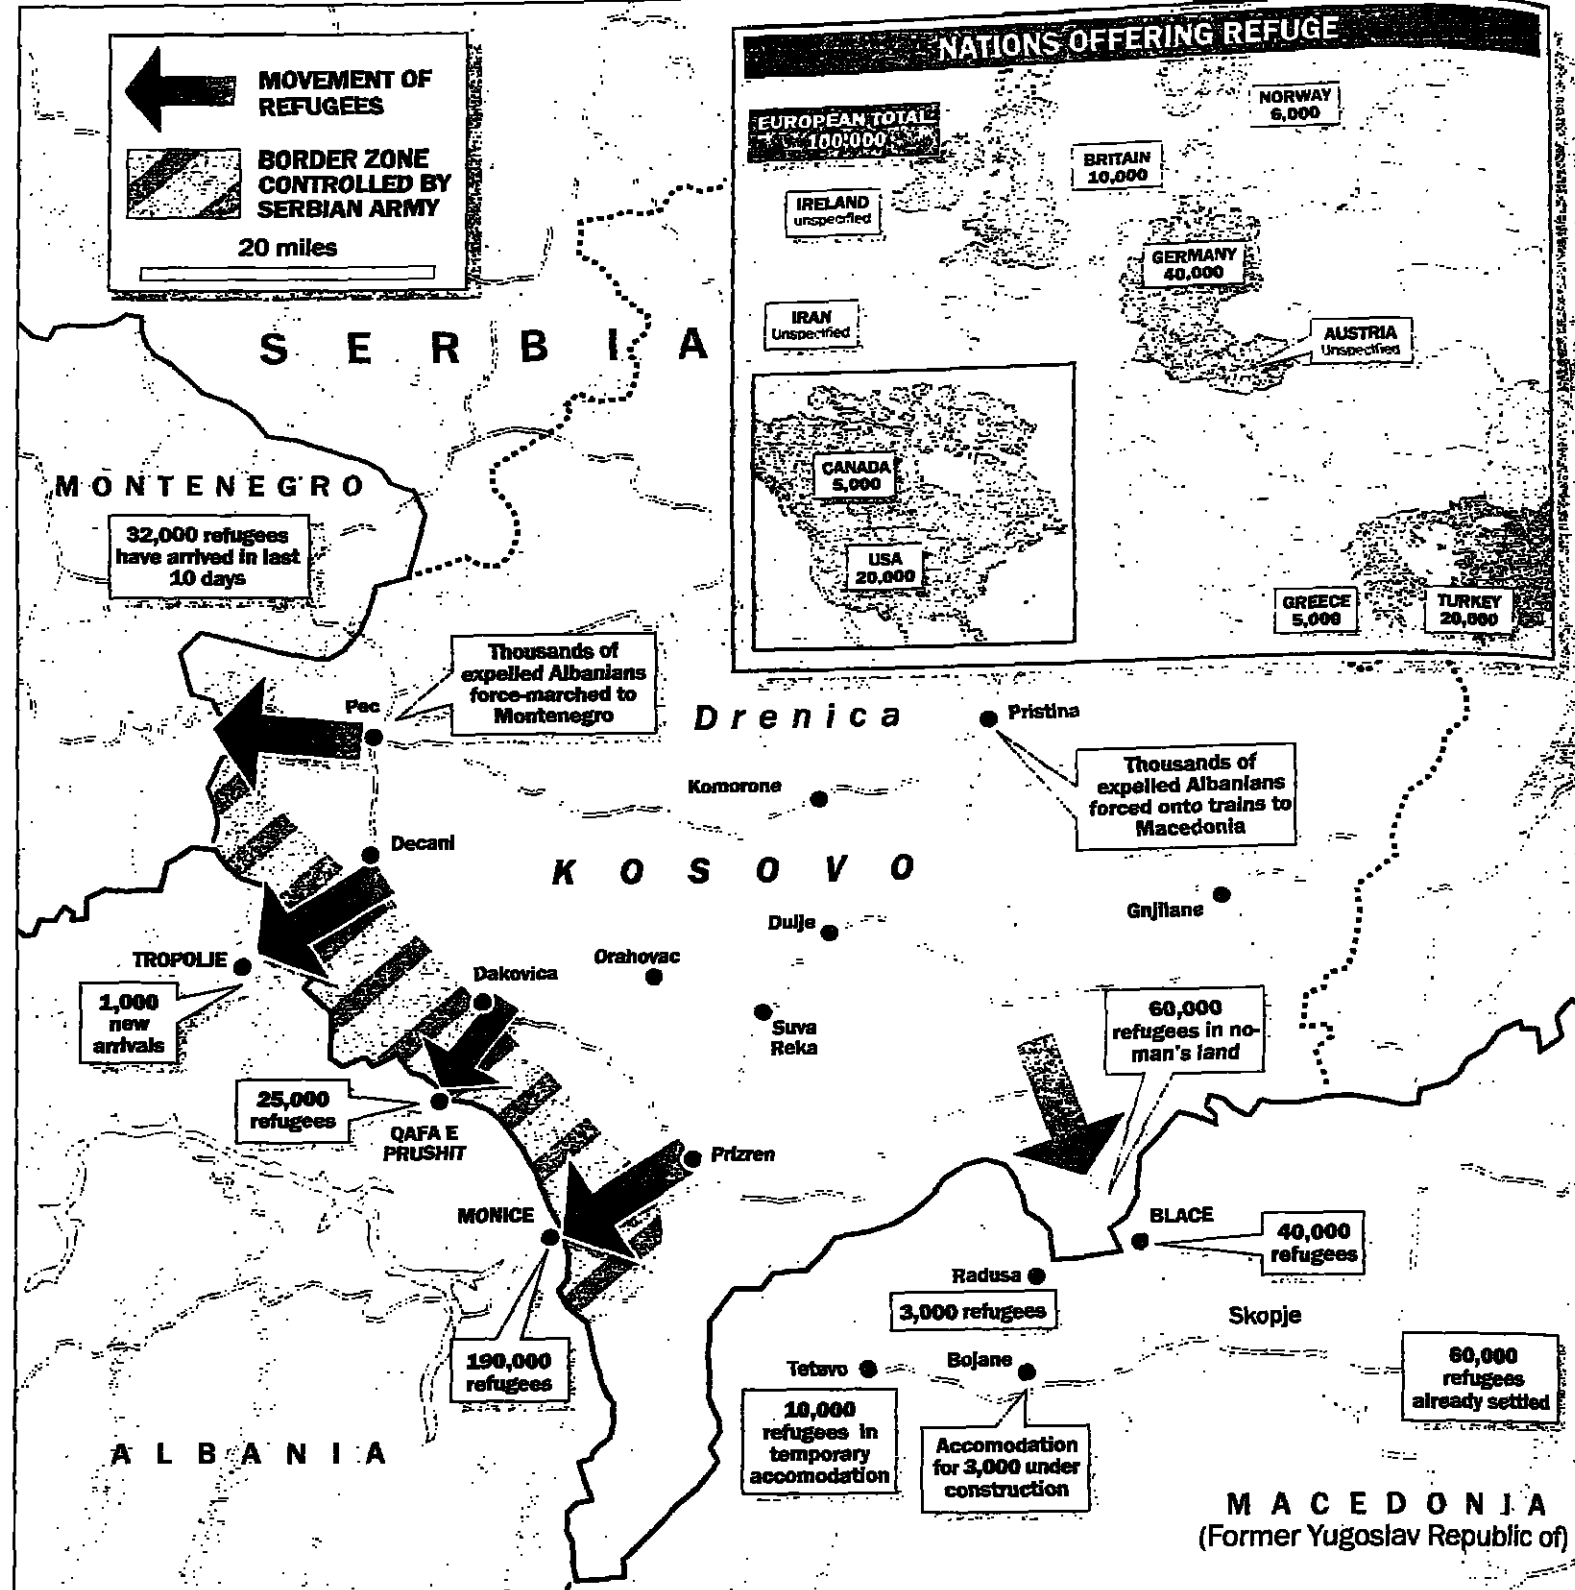 MOVEMENT OF
REFUGEES
BORDER ZONE
CONTROLLED BY
SERBIAN ARMY
20 miles
NATIONS OFFERING REFUGE
EUROPEAN TOTAL:
100,000
NORWAY
6,000
BRITAIN
10,000
IRELAND
unspecified
GERMANY
40,000
IRAN
Unspecified
AUSTRIA
Unspecified
CANADA
5,000
USA
20,000
GREECE
5,000
TURKEY
20,000
SERBIA
MONTENEGRO
32,000 refugees
have arrived in last
10 days
Thousands of
expelled Albanians
force-marched to
Montenegro
Pec
Drenica
Pristina
Thousands of
expelled Albanians
forced onto trains to
Macedonia
Komorone
Decani
KOSOVO
Gnjilane
Dulje
Orahovac
TROPOLJE
1,000
new
arrivals
Dakovica
Suva
Reka
60,000
refugees in no-
man's land
25,000
refugees
QAFA E
PRUSHIT
Prizren
MONICE
190,000
refugees
BLACE
40,000
refugees
Radusa
3,000 refugees
Skopje
Tetevo
10,000
refugees in
temporary
accomodation
Bojane
Accomodation
for 3,000 under
construction
60,000
refugees
already settled
ALBANIA
MACEDONIA
(Former Yugoslav Republic of)